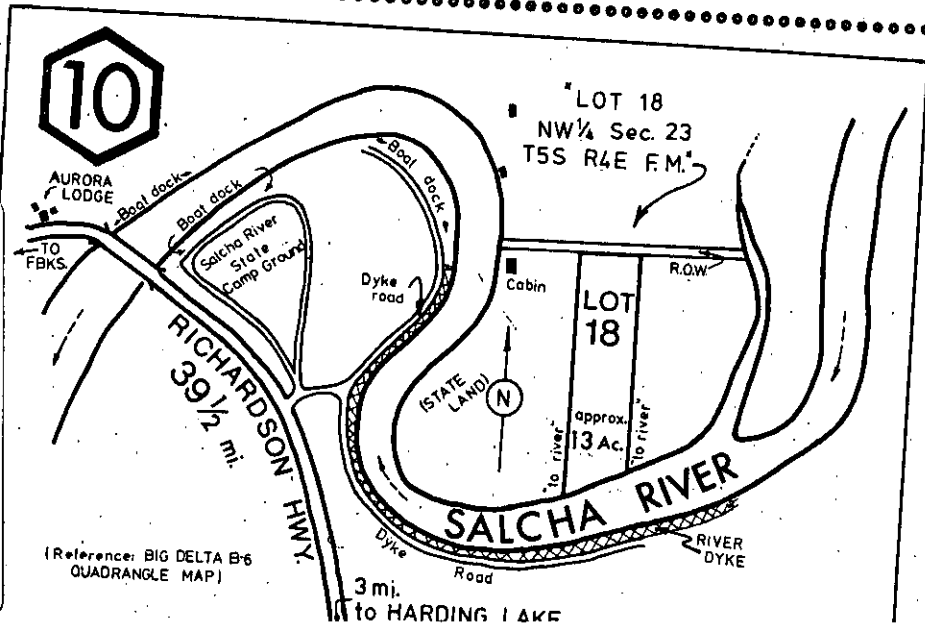 10
"LOT 18
NW¼ Sec. 23
T5S R4E F.M."
AURORA
LODGE
TO
FBKS.
Boat dock
Boat dock
Boat dock
Salcha River
State
Camp Ground
Dyke
road
Cabin
R.O.W.
LOT
18
approx.
13 Ac.
"to river"
"to river"
(STATE
LAND)
N
RICHARDSON HWY.
39½ mi.
SALCHA RIVER
RIVER
DYKE
Dyke
Road
(Reference: BIG DELTA B-6
QUADRANGLE MAP)
3 mi.
to HARDING LAKE